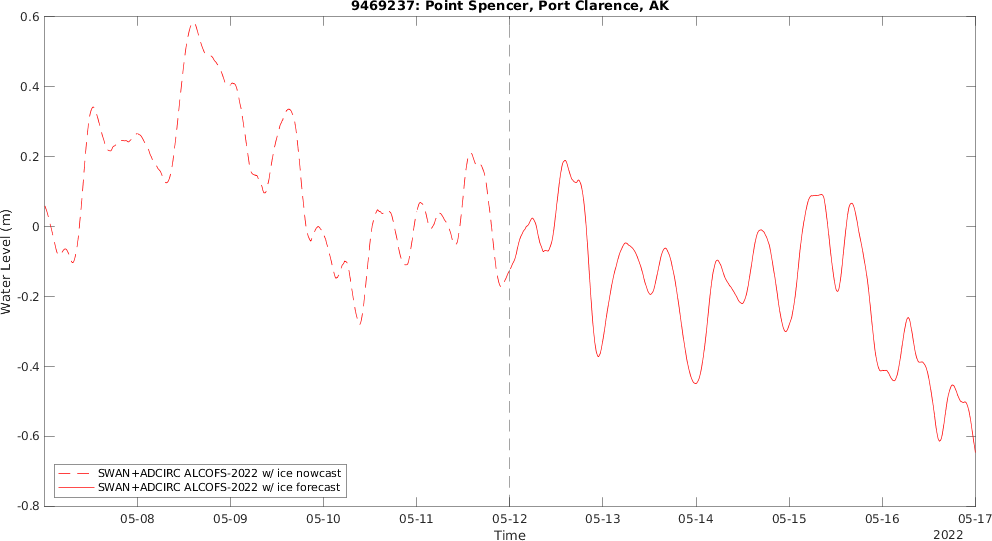 9469237: Point Spencer, Port Clarence, AK
Water Level (m)
0.6
0.4
0.2
0
-0.2
-0.4
-0.6
-0.8
SWAN+ADCIRC ALCOFS-2022 w/ ice nowcast
SWAN+ADCIRC ALCOFS-2022 w/ ice forecast
05-08 05-09 05-10 05-11 05-12 05-13 05-14 05-15 05-16 05-17
Time
2022